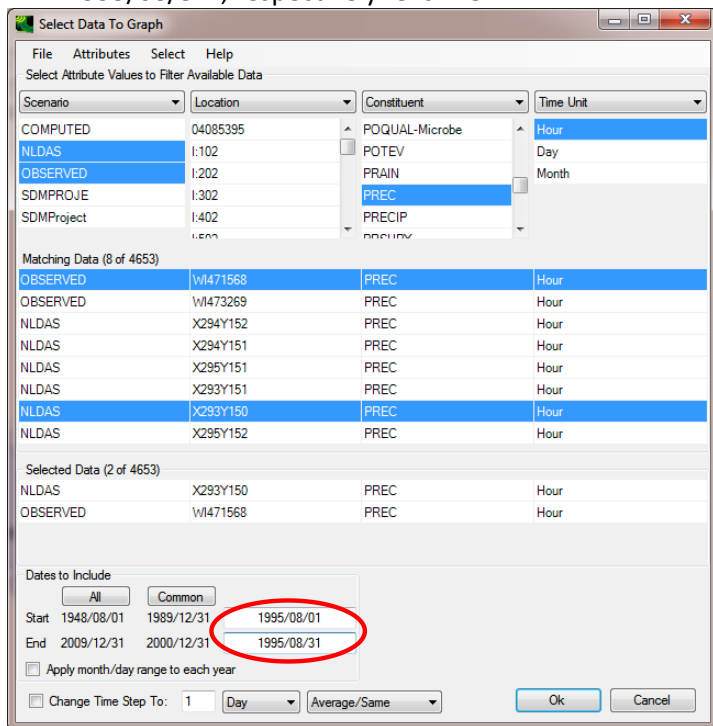 Select Data To Graph
File Attributes Select Help
Select Attribute Values to Filter Available Data
Scenario Location Constituent Time Unit
COMPUTED 04085395 POQUAL-Microbe Hour
NLDAS I:102 POTEV Day
OBSERVED I:202 PRAIN Month
SDMPROJE I:302 PREC
SDMProject I:402 PRECIP
Matching Data (8 of 4653)
OBSERVED WI471568 PREC Hour
OBSERVED WI473269 PREC Hour
NLDAS X294Y152 PREC Hour
NLDAS X294Y151 PREC Hour
NLDAS X295Y151 PREC Hour
NLDAS X293Y151 PREC Hour
NLDAS X293Y150 PREC Hour
NLDAS X295Y152 PREC Hour
Selected Data (2 of 4653)
NLDAS X293Y150 PREC Hour
OBSERVED WI471568 PREC Hour
Dates to Include
All Common
Start 1948/08/01 1989/12/31 1995/08/01
End 2009/12/31 2000/12/31 1995/08/31
Apply month/day range to each year
Change Time Step To: 1 Day Average/Same Ok Cancel